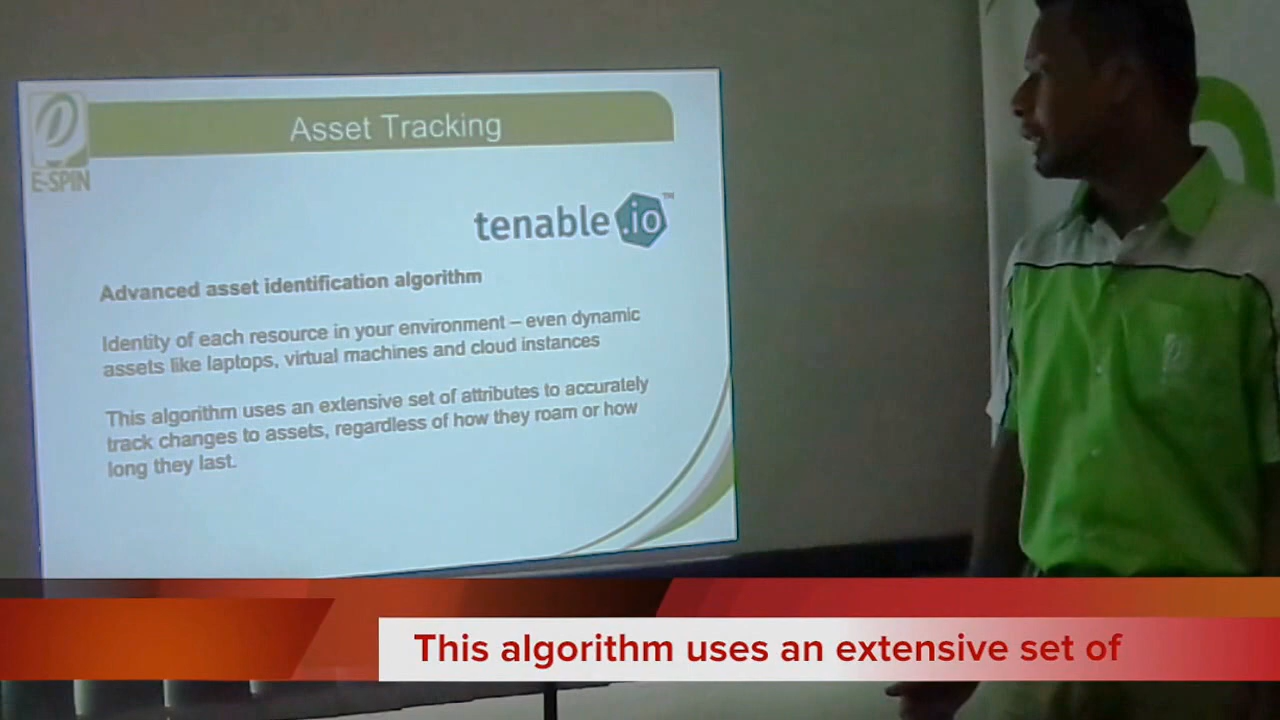 Asset Tracking
E-SPIN
tenable.io™
Advanced asset identification algorithm
Identity of each resource in your environment – even dynamic
assets like laptops, virtual machines and cloud instances
This algorithm uses an extensive set of attributes to accurately
track changes to assets, regardless of how they roam or how
long they last.
This algorithm uses an extensive set of